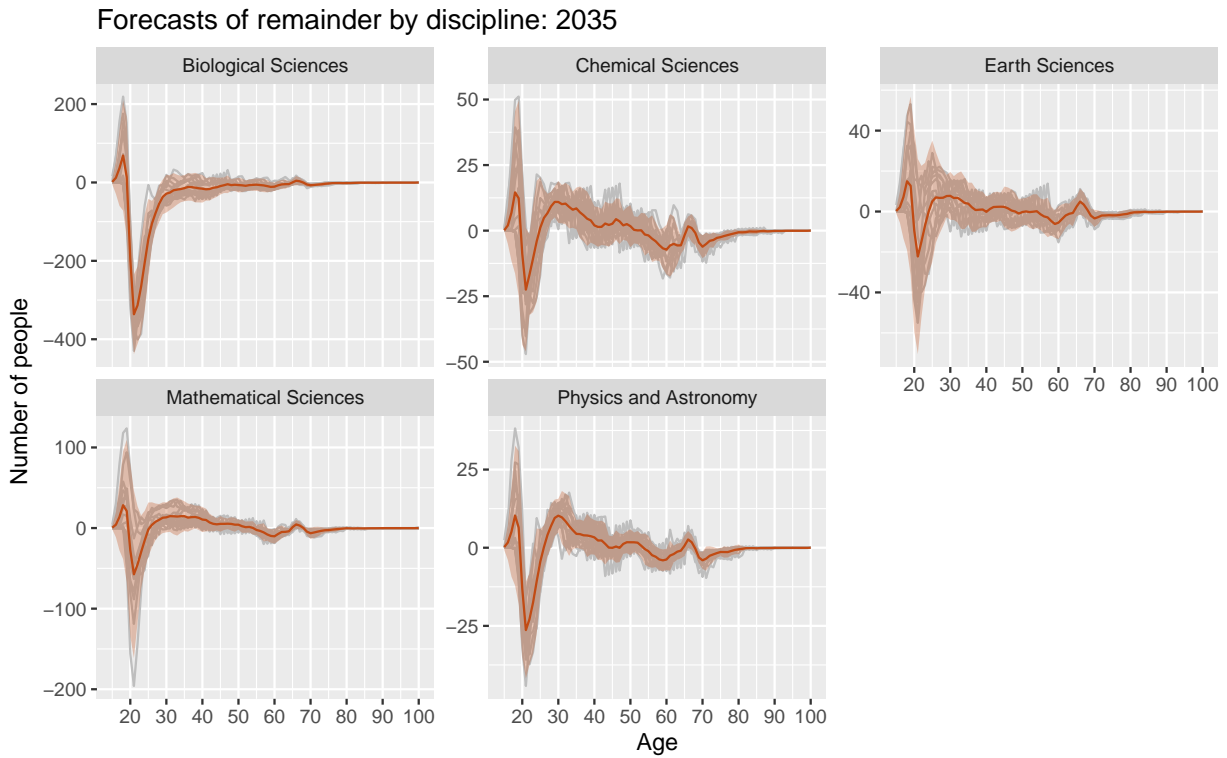 Forecasts of remainder by discipline: 2035
Biological Sciences
Chemical Sciences
Earth Sciences
200
0
−200
−400
50
25
0
−25
−50
40
0
−40
20 30 40 50 60 70 80 90 100
Mathematical Sciences
Physics and Astronomy
100
0
−100
−200
25
0
−25
20 30 40 50 60 70 80 90 100
20 30 40 50 60 70 80 90 100
Number of people
Age